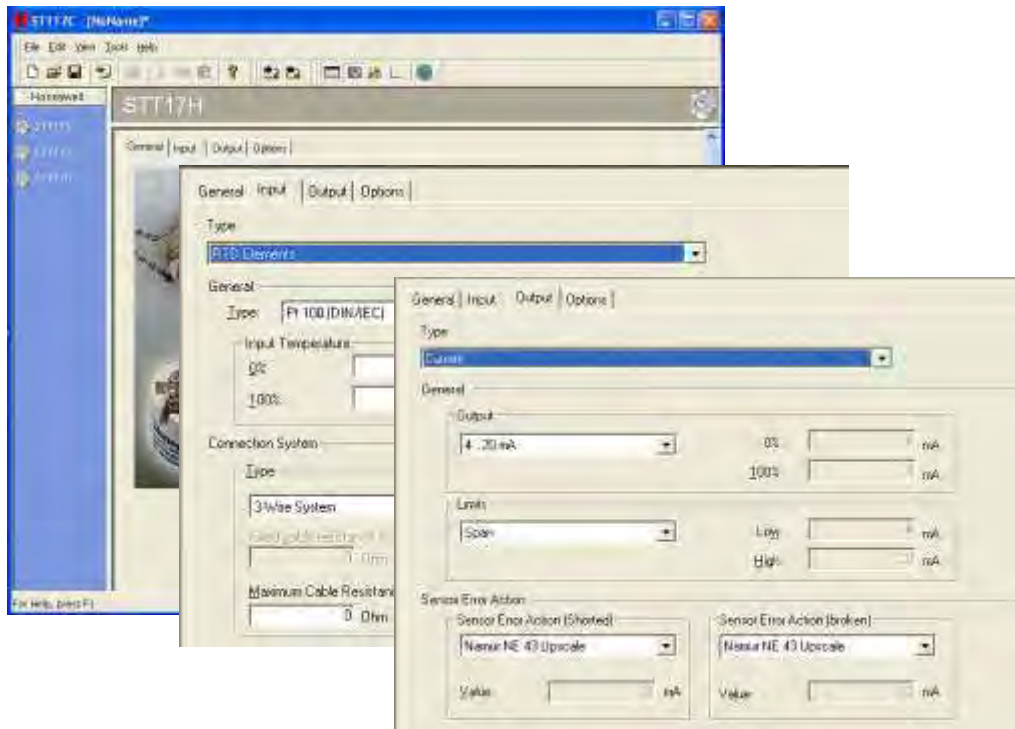 STT17C - [NoName]*
File Edit View Tools Help
Honeywell
STT17H
General Input Output Options
For Help, press F1
General Input Output Options
Type
RTD Elements
General
Type: Pt 100 (DIN/IEC)
Input Temperature
0%:
100%:
Connection System
Type
3-Wire System
Ohm
Maximum Cable Resistan
0 Ohm
General Input Output Options
Type
Current
General
Output
4 .. 20 mA
0%: mA
100%: mA
Limits
Span
Low: mA
High: mA
Sensor Error Action
Sensor Error Action (Shorted)
Namur NE 43 Upscale
Value: mA
Sensor Error Action (broken)
Namur NE 43 Upscale
Value: mA